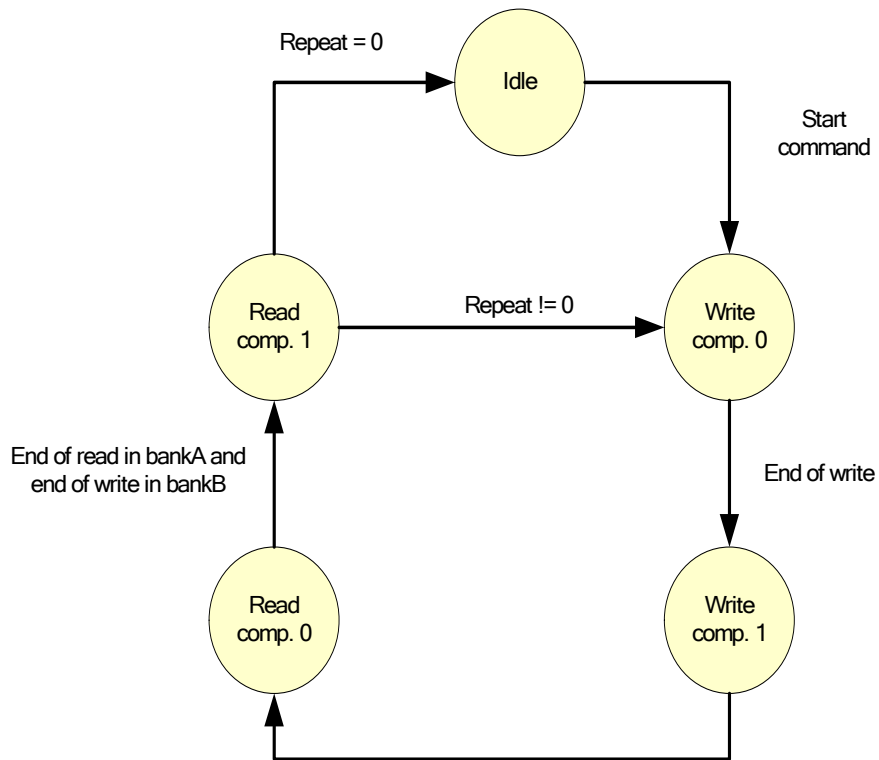 Repeat = 0
Idle
Start
command
Read
comp. 1
Repeat != 0
Write
comp. 0
End of read in bankA and
end of write in bankB
End of write
Read
comp. 0
Write
comp. 1